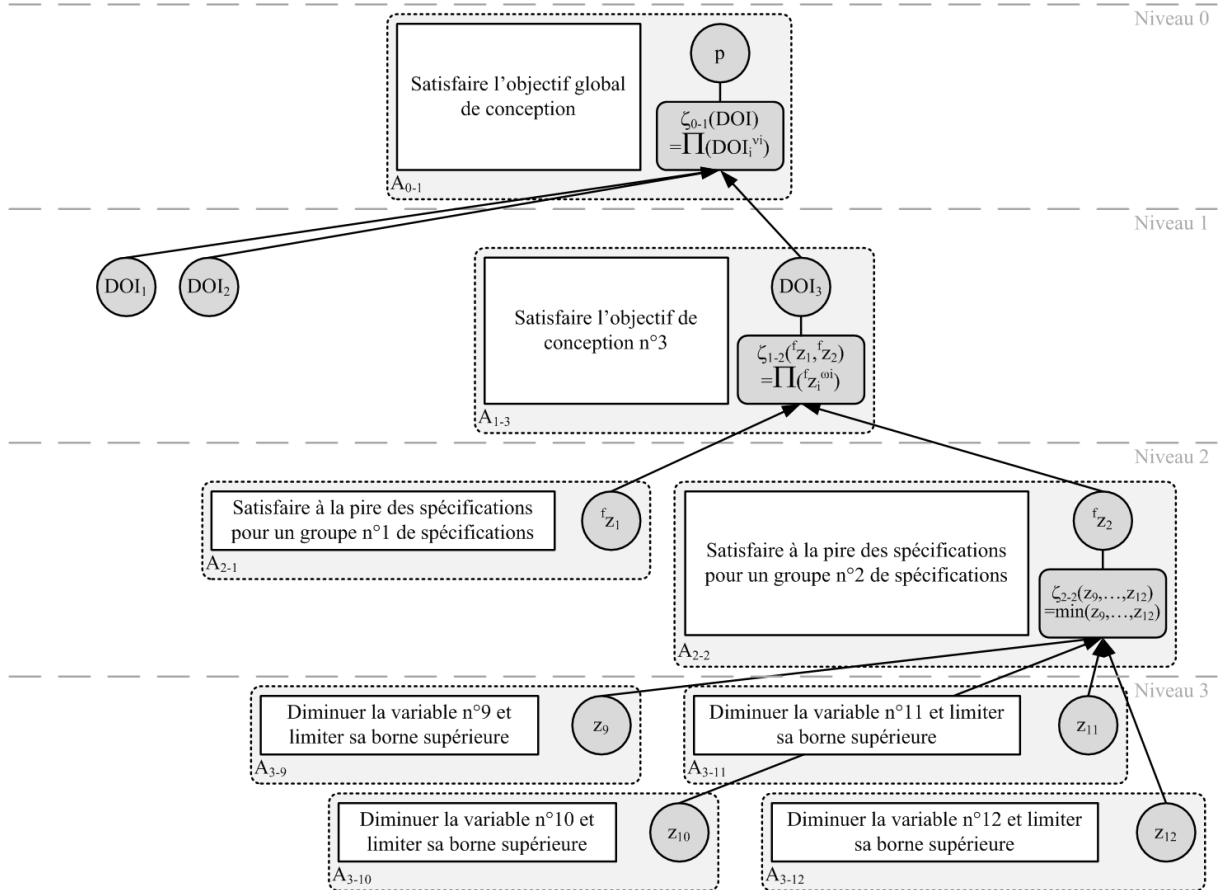 Niveau 0
Satisfaire l’objectif global
de conception
p
ζ₀₋₁(DOI)
=∏(DOIᵢ^νi)
A₀₋₁
Niveau 1
DOI₁
DOI₂
DOI₃
Satisfaire l’objectif de
conception n°3
ζ₁₋₂(ᶠz₁,ᶠz₂)
=∏(ᶠzᵢ^ωi)
A₁₋₃
Niveau 2
Satisfaire à la pire des spécifications
pour un groupe n°1 de spécifications
ᶠz₁
A₂₋₁
Satisfaire à la pire des spécifications
pour un groupe n°2 de spécifications
ᶠz₂
ζ₂₋₂(z₉,…,z₁₂)
=min(z₉,…,z₁₂)
A₂₋₂
Niveau 3
Diminuer la variable n°9 et
limiter sa borne supérieure
z₉
A₃₋₉
Diminuer la variable n°11 et limiter
sa borne supérieure
z₁₁
A₃₋₁₁
Diminuer la variable n°10 et
limiter sa borne supérieure
z₁₀
A₃₋₁₀
Diminuer la variable n°12 et limiter
sa borne supérieure
z₁₂
A₃₋₁₂